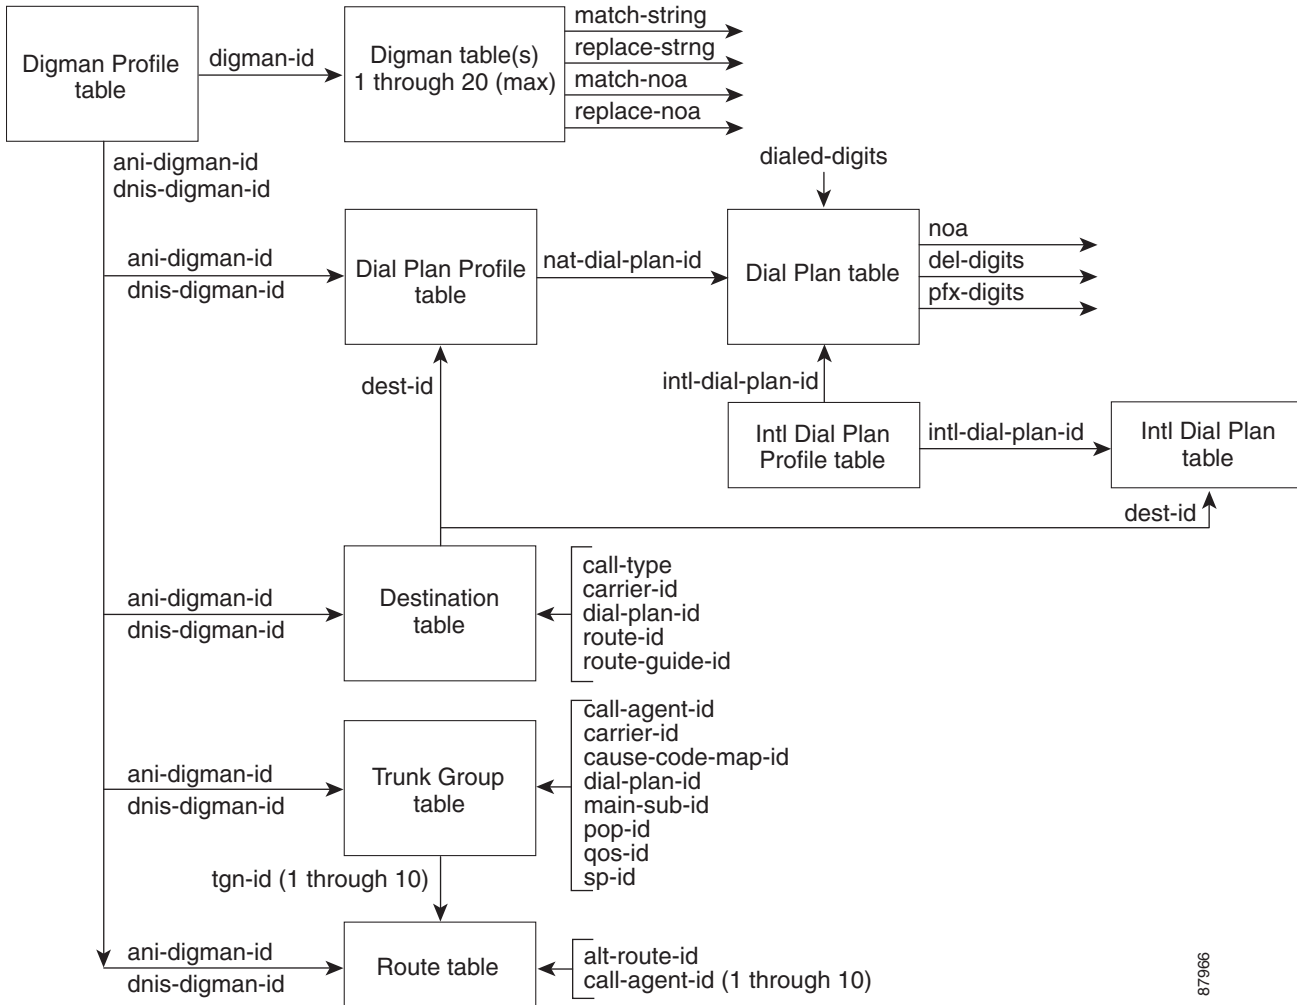 Digman Profile
table
digman-id
Digman table(s)
1 through 20 (max)
match-string
replace-strng
match-noa
replace-noa
ani-digman-id
dnis-digman-id
dialed-digits
ani-digman-id
dnis-digman-id
Dial Plan Profile
table
nat-dial-plan-id
Dial Plan table
noa
del-digits
pfx-digits
dest-id
intl-dial-plan-id
Intl Dial Plan
Profile table
intl-dial-plan-id
Intl Dial Plan
table
dest-id
ani-digman-id
dnis-digman-id
Destination
table
call-type
carrier-id
dial-plan-id
route-id
route-guide-id
ani-digman-id
dnis-digman-id
Trunk Group
table
call-agent-id
carrier-id
cause-code-map-id
dial-plan-id
main-sub-id
pop-id
qos-id
sp-id
tgn-id (1 through 10)
ani-digman-id
dnis-digman-id
Route table
alt-route-id
call-agent-id (1 through 10)
87966